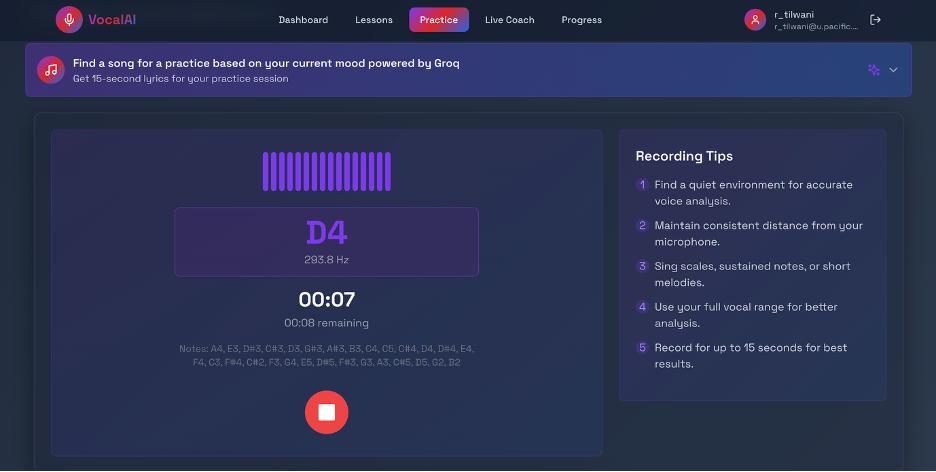 VocalAI
Dashboard
Lessons
Practice
Live Coach
Progress
r_tilwani
r_tilwani@u.pacific....
Find a song for a practice based on your current mood powered by Groq
Get 15-second lyrics for your practice session
D4
293.8 Hz
00:07
00:08 remaining
Notes: A4, E3, D#3, C#3, D3, G#3, A#3, B3, C4, C5, C#4, D4, D#4, E4,
F4, C3, F#4, C#2, F3, G4, E5, D#5, F#3, G3, A3, C#5, D5, G2, B2
Recording Tips
1 Find a quiet environment for accurate
voice analysis.
2 Maintain consistent distance from your
microphone.
3 Sing scales, sustained notes, or short
melodies.
4 Use your full vocal range for better
analysis.
5 Record for up to 15 seconds for best
results.